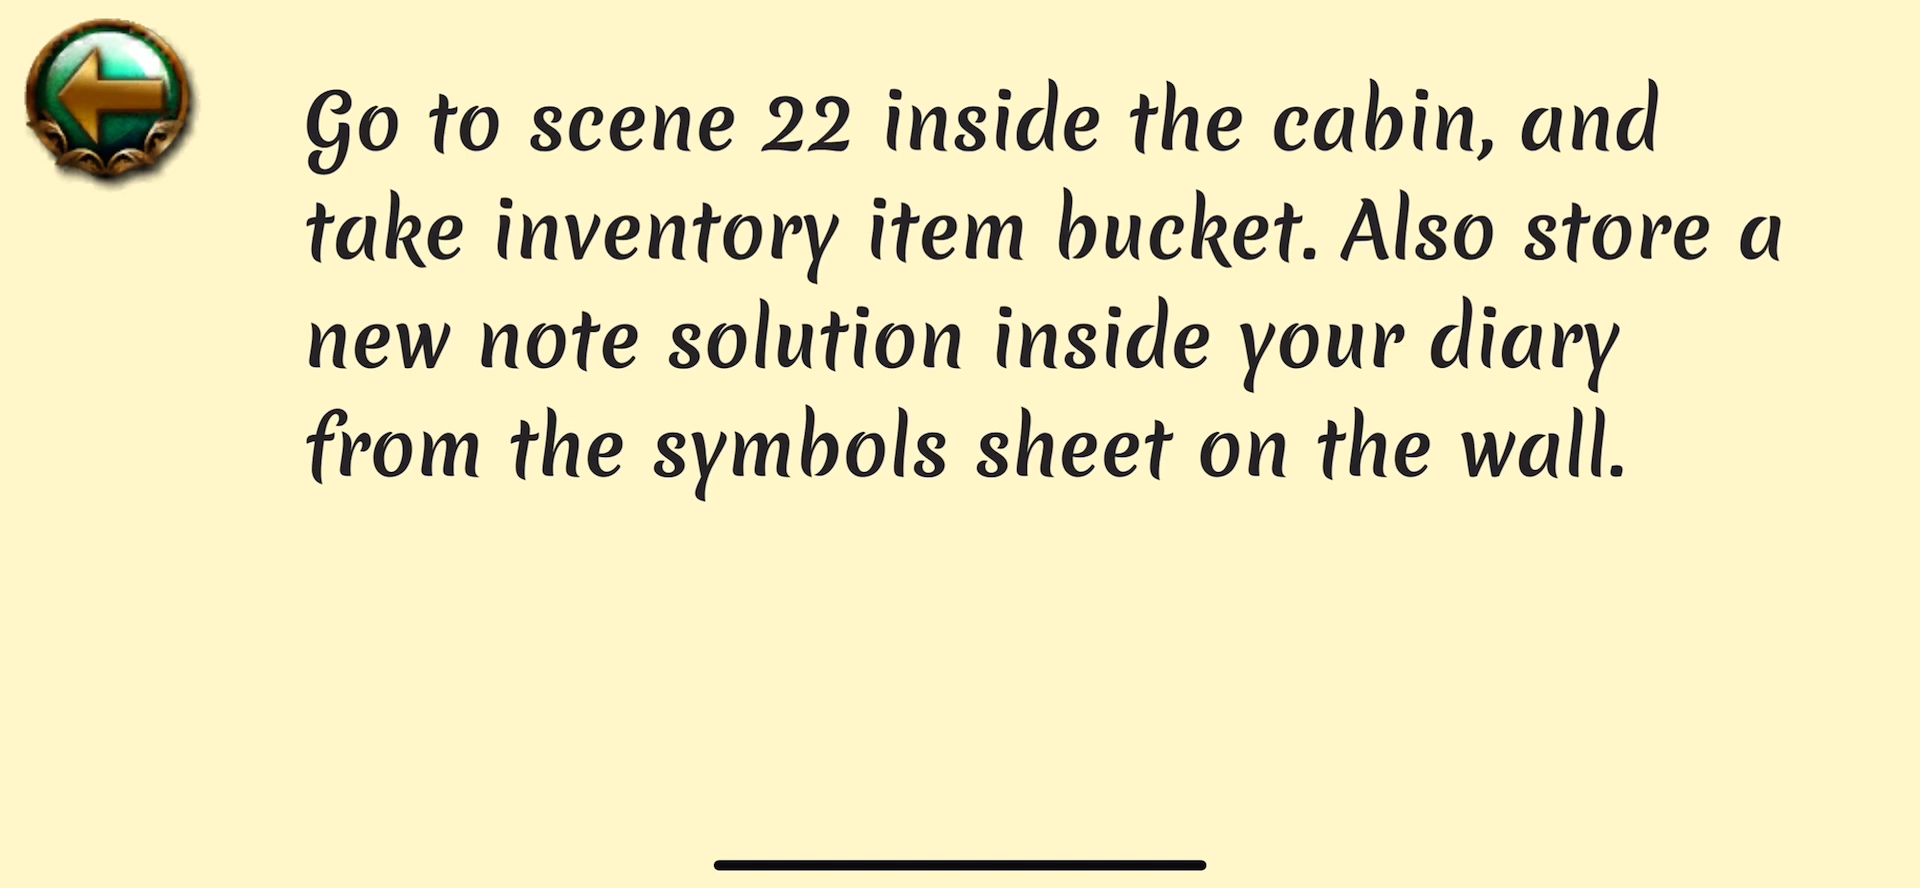 Go to scene 22 inside the cabin, and
take inventory item bucket. Also store a
new note solution inside your diary
from the symbols sheet on the wall.